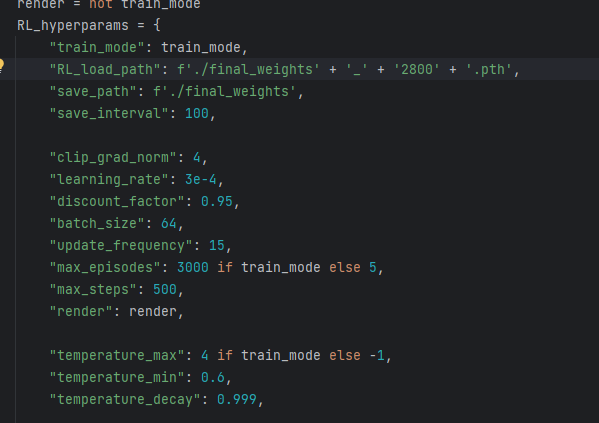 render = not train_mode
RL_hyperparams = {
    "train_mode": train_mode,
    "RL_load_path": f'./final_weights' + '_' + '2800' + '.pth',
    "save_path": f'./final_weights',
    "save_interval": 100,
    "clip_grad_norm": 4,
    "learning_rate": 3e-4,
    "discount_factor": 0.95,
    "batch_size": 64,
    "update_frequency": 15,
    "max_episodes": 3000 if train_mode else 5,
    "max_steps": 500,
    "render": render,
    "temperature_max": 4 if train_mode else -1,
    "temperature_min": 0.6,
    "temperature_decay": 0.999,